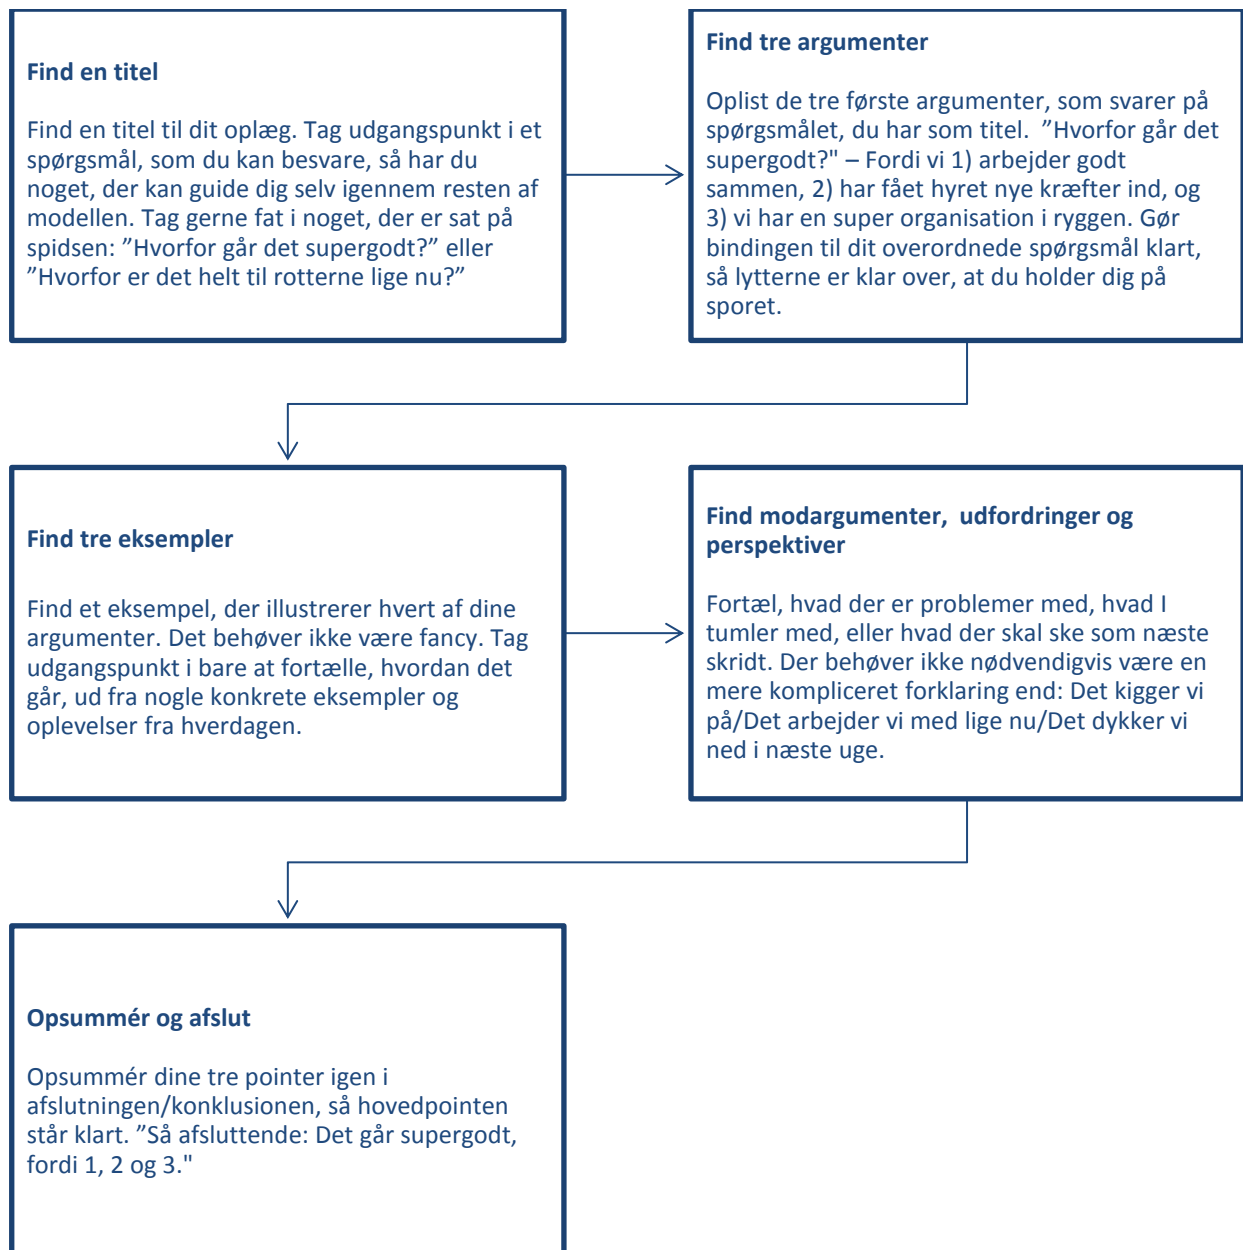 Find en titel
Find en titel til dit oplæg. Tag udgangspunkt i et
spørgsmål, som du kan besvare, så har du
noget, der kan guide dig selv igennem resten af
modellen. Tag gerne fat i noget, der er sat på
spidsen: ”Hvorfor går det supergodt?” eller
”Hvorfor er det helt til rotterne lige nu?”
Find tre argumenter
Oplist de tre første argumenter, som svarer på
spørgsmålet, du har som titel.  ”Hvorfor går det
supergodt?" – Fordi vi 1) arbejder godt
sammen, 2) har fået hyret nye kræfter ind, og
3) vi har en super organisation i ryggen. Gør
bindingen til dit overordnede spørgsmål klart,
så lytterne er klar over, at du holder dig på
sporet.
Find tre eksempler
Find et eksempel, der illustrerer hvert af dine
argumenter. Det behøver ikke være fancy. Tag
udgangspunkt i bare at fortælle, hvordan det
går, ud fra nogle konkrete eksempler og
oplevelser fra hverdagen.
Find modargumenter,  udfordringer og
perspektiver
Fortæl, hvad der er problemer med, hvad I
tumler med, eller hvad der skal ske som næste
skridt. Der behøver ikke nødvendigvis være en
mere kompliceret forklaring end: Det kigger vi
på/Det arbejder vi med lige nu/Det dykker vi
ned i næste uge.
Opsummér og afslut
Opsummér dine tre pointer igen i
afslutningen/konklusionen, så hovedpointen
står klart. ”Så afsluttende: Det går supergodt,
fordi 1, 2 og 3."